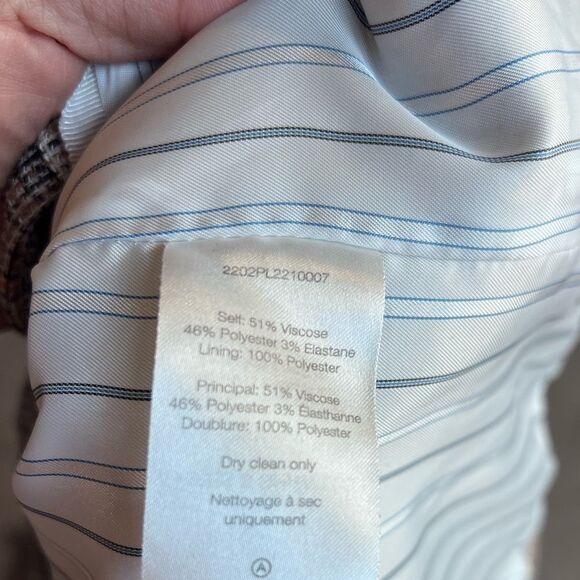 2202PL2210007
Self: 51% Viscose
46% Polyester 3% Elastane
Lining: 100% Polyester
Principal: 51% Viscose
46% Polyester 3% Élasthanne
Doublure: 100% Polyester
Dry clean only
Nettoyage à sec
uniquement
A